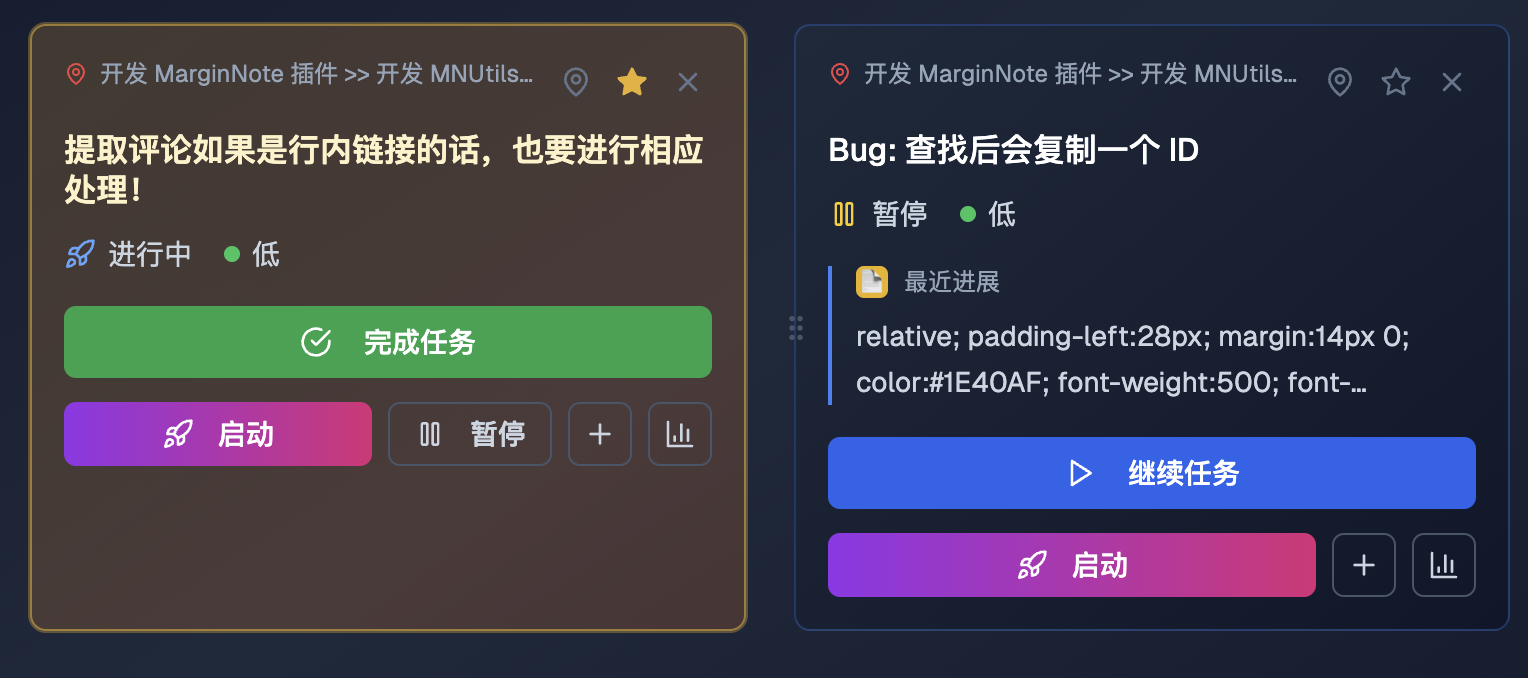 开发 MarginNote 插件 >> 开发 MNUtils...
提取评论如果是行内链接的话，也要进行相应
处理！
进行中 低
完成任务
启动 暂停
开发 MarginNote 插件 >> 开发 MNUtils...
Bug: 查找后会复制一个 ID
暂停 低
最近进展
relative; padding-left:28px; margin:14px 0;
color:#1E40AF; font-weight:500; font-...
继续任务
启动